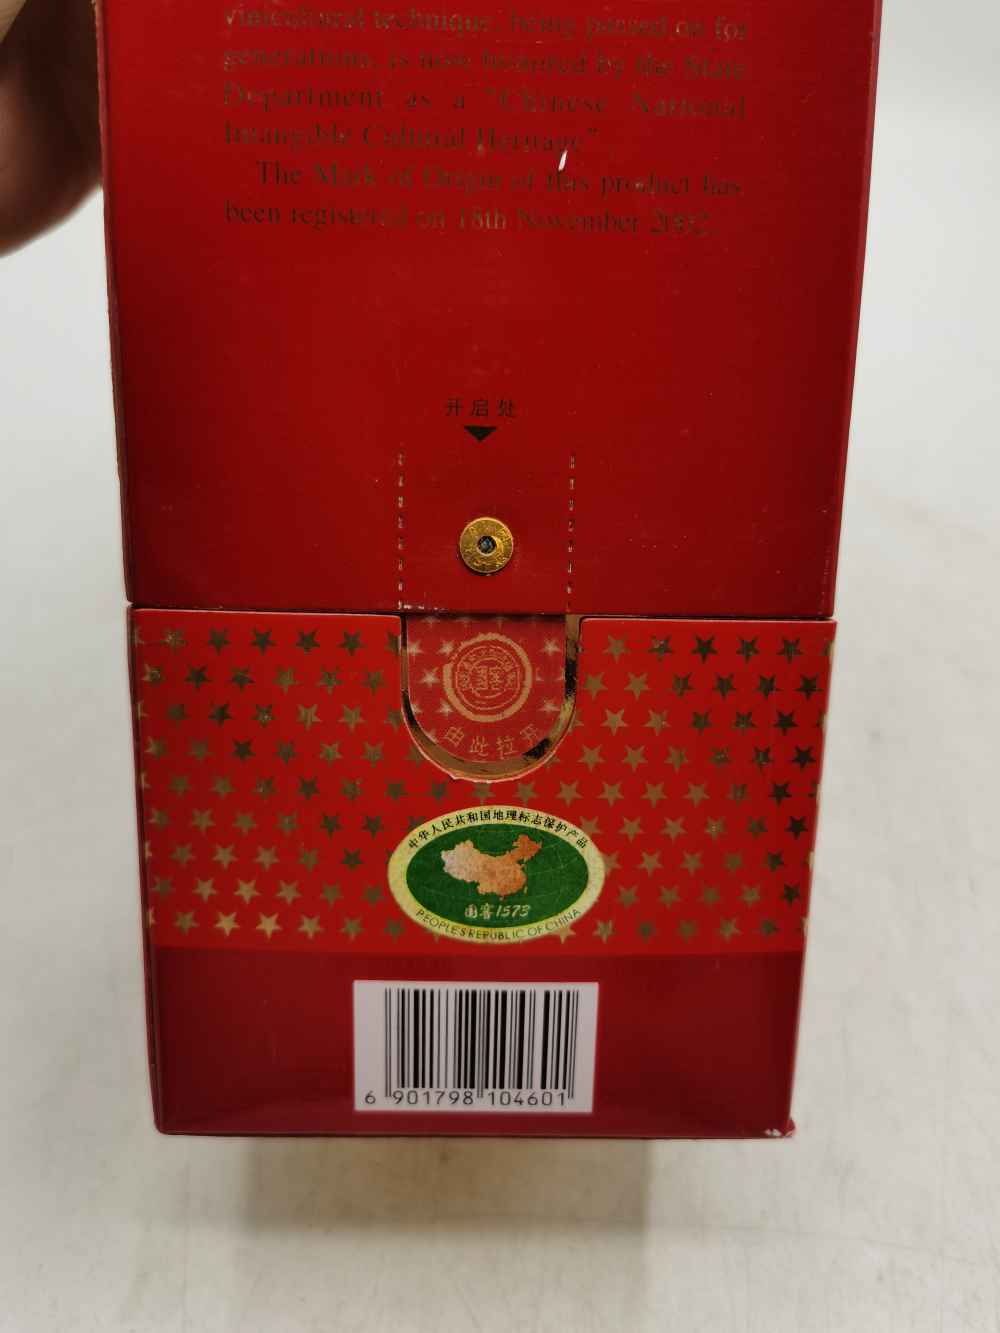 vinicultural technique, being passed on for
generations, is now honored by the State
Department as a "Chinese National
Intangible Cultural Heritage"
The Mark of Origin of this product has
been registered on 18th November 2002.
开启处
由此拉开
中华人民共和国地理标志保护产品
国窖1573
PEOPLE'S REPUBLIC OF CHINA
6 901798 104601